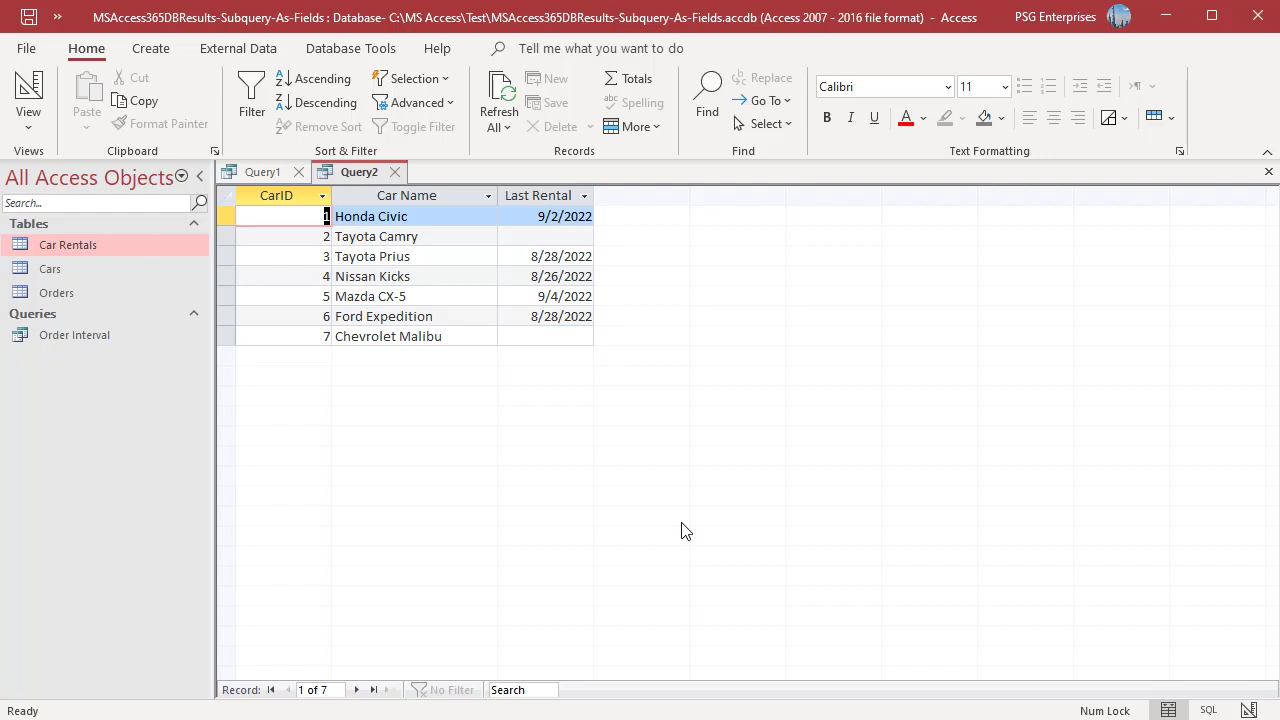 MSAccess365DBResults-Subquery-As-Fields : Database- C:\MS Access\Test\MSAccess365DBResults-Subquery-As-Fields.accdb (Access 2007 - 2016 file format) - Access
PSG Enterprises
File Home Create External Data Database Tools Help Tell me what you want to do
View
Views
Paste
Cut
Copy
Format Painter
Clipboard
Filter
Ascending
Descending
Remove
Selection
Advanced
Toggle Filter
Sort & Filter
Refresh
All
New
Save
Delete
Totals
Spelling
More
Records
Find
Replace
Go To
Select
Find
Calibri 11
B I U A
Text Formatting
All Access Objects
Search...
Tables
Car Rentals
Cars
Orders
Queries
Order Interval
Query1 Query2
CarID Car Name Last Rental
1 Honda Civic 9/2/2022
2 Tayota Camry
3 Tayota Prius 8/28/2022
4 Nissan Kicks 8/26/2022
5 Mazda CX-5 9/4/2022
6 Ford Expedition 8/28/2022
7 Chevrolet Malibu
Record: 1 of 7 No Filter Search
Ready Num Lock SQL